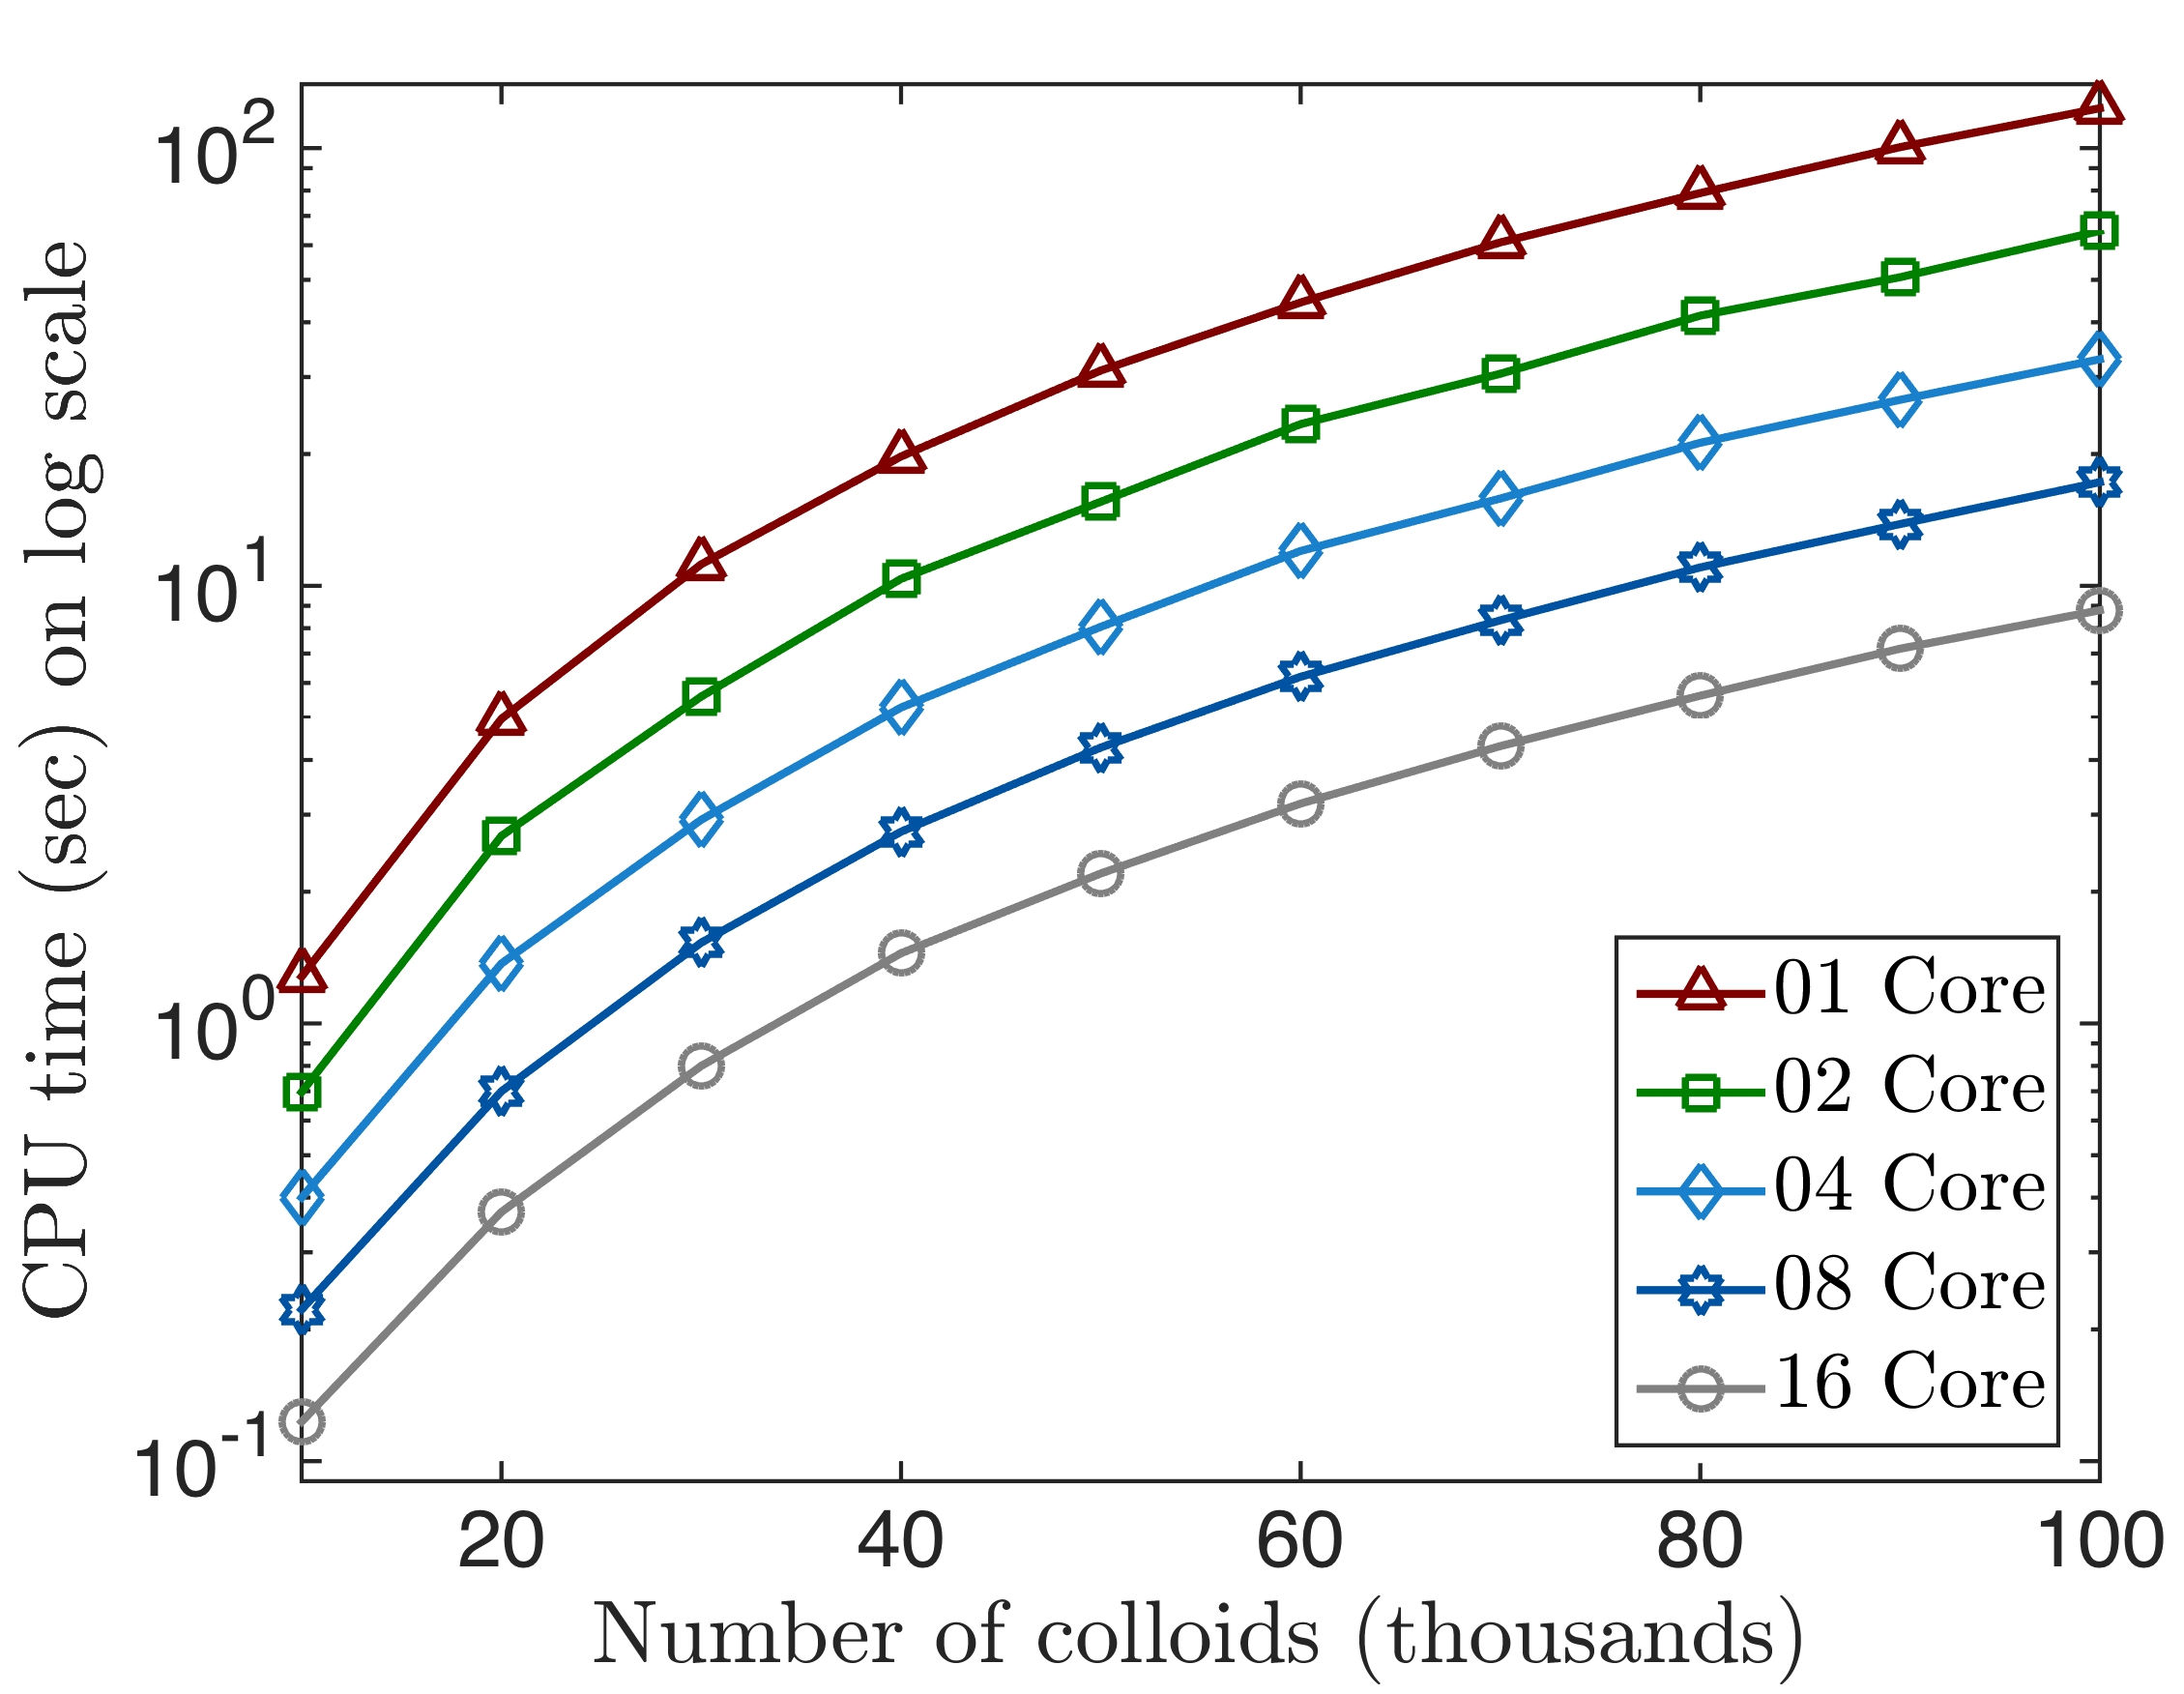 CPU time (sec) on log scale
10^2
10^1
10^0
10^-1
01 Core
02 Core
04 Core
08 Core
16 Core
20 40 60 80 100
Number of colloids (thousands)